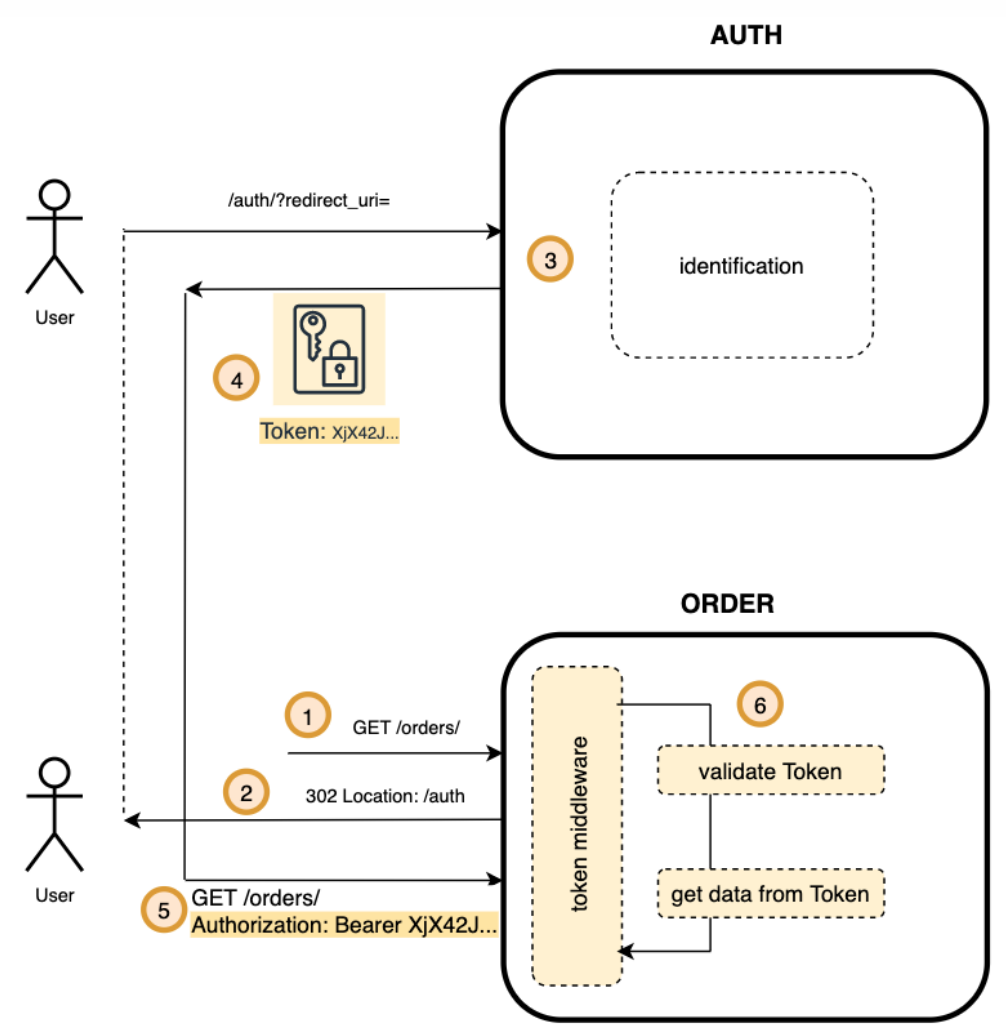 AUTH
/auth/?redirect_uri=
3
identification
User
4
Token: XjX42J...
ORDER
1
GET /orders/
6
validate Token
2
302 Location: /auth
token middleware
get data from Token
User
5
GET /orders/
Authorization: Bearer XjX42J...